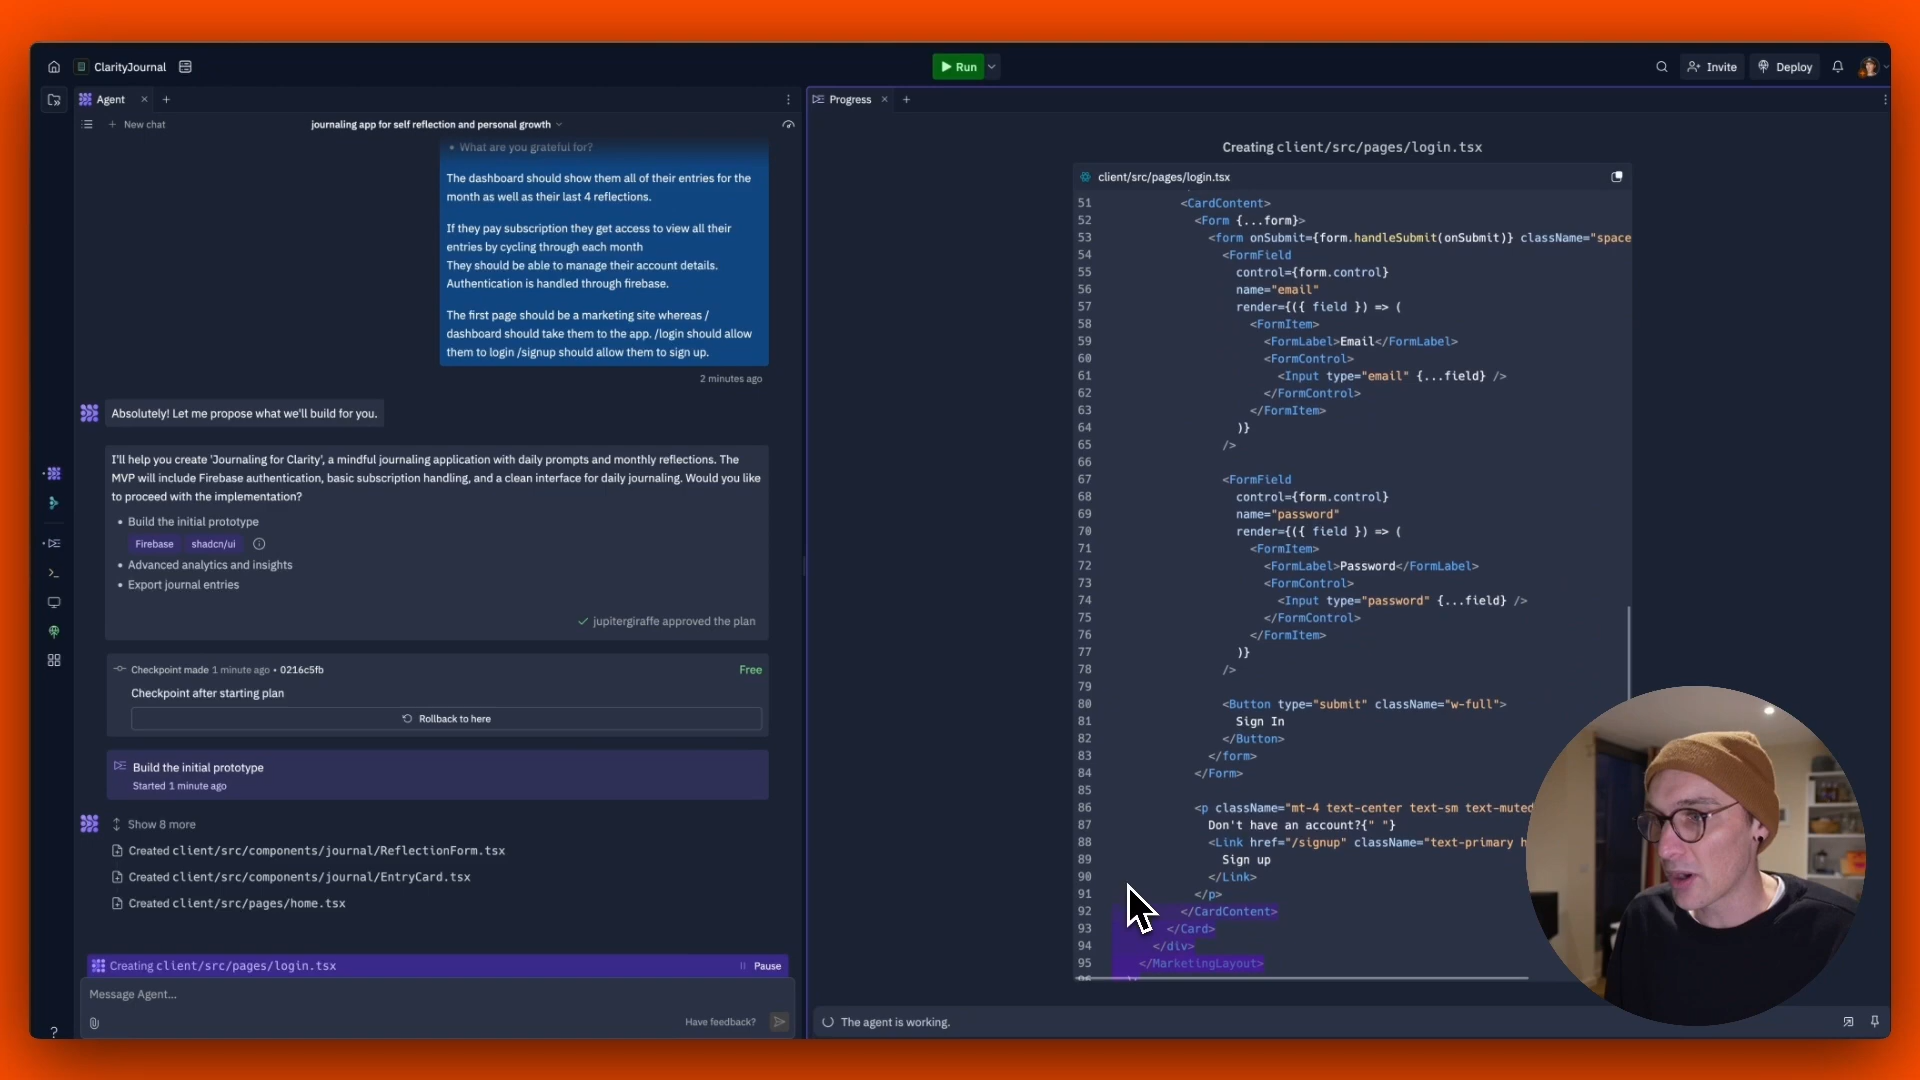 ClarityJournal
Run
Invite
Deploy
Agent
Progress
New chat
journaling app for self reflection and personal growth
• What are you grateful for?
The dashboard should show them all of their entries for the
month as well as their last 4 reflections.
If they pay subscription they get access to view all their
entries by cycling through each month
They should be able to manage their account details.
Authentication is handled through firebase.
The first page should be a marketing site whereas /
dashboard should take them to the app. /login should allow
them to login /signup should allow them to sign up.
2 minutes ago
Absolutely! Let me propose what we'll build for you.
I'll help you create 'Journaling for Clarity', a mindful journaling application with daily prompts and monthly reflections. The
MVP will include Firebase authentication, basic subscription handling, and a clean interface for daily journaling. Would you like
to proceed with the implementation?
• Build the initial prototype
Firebase shadcn/ui
• Advanced analytics and insights
• Export journal entries
jupitergiraffe approved the plan
Checkpoint made 1 minute ago • 0216c5fb
Free
Checkpoint after starting plan
Rollback to here
Build the initial prototype
Started 1 minute ago
Show 8 more
Created client/src/components/journal/ReflectionForm.tsx
Created client/src/components/journal/EntryCard.tsx
Created client/src/pages/home.tsx
Creating client/src/pages/login.tsx
Pause
Message Agent...
Have feedback?
?
Creating client/src/pages/login.tsx
client/src/pages/login.tsx
51 <CardContent>
52 <Form {...form}>
53 <form onSubmit={form.handleSubmit(onSubmit)} className="space
54 <FormField
55 control={form.control}
56 name="email"
57 render={({ field }) => (
58 <FormItem>
59 <FormLabel>Email</FormLabel>
60 <FormControl>
61 <Input type="email" {...field} />
62 </FormControl>
63 </FormItem>
64 )}
65 />
66
67 <FormField
68 control={form.control}
69 name="password"
70 render={({ field }) => (
71 <FormItem>
72 <FormLabel>Password</FormLabel>
73 <FormControl>
74 <Input type="password" {...field} />
75 </FormControl>
76 </FormItem>
77 )}
78 />
79
80 <Button type="submit" className="w-full">
81 Sign In
82 </Button>
83 </form>
84 </Form>
85
86 <p className="mt-4 text-center text-sm text-muted
87 Don't have an account?{" "}
88 <Link href="/signup" className="text-primary h
89 Sign up
90 </Link>
91 </p>
92 </CardContent>
93 </Card>
94 </div>
95 </MarketingLayout>
The agent is working.